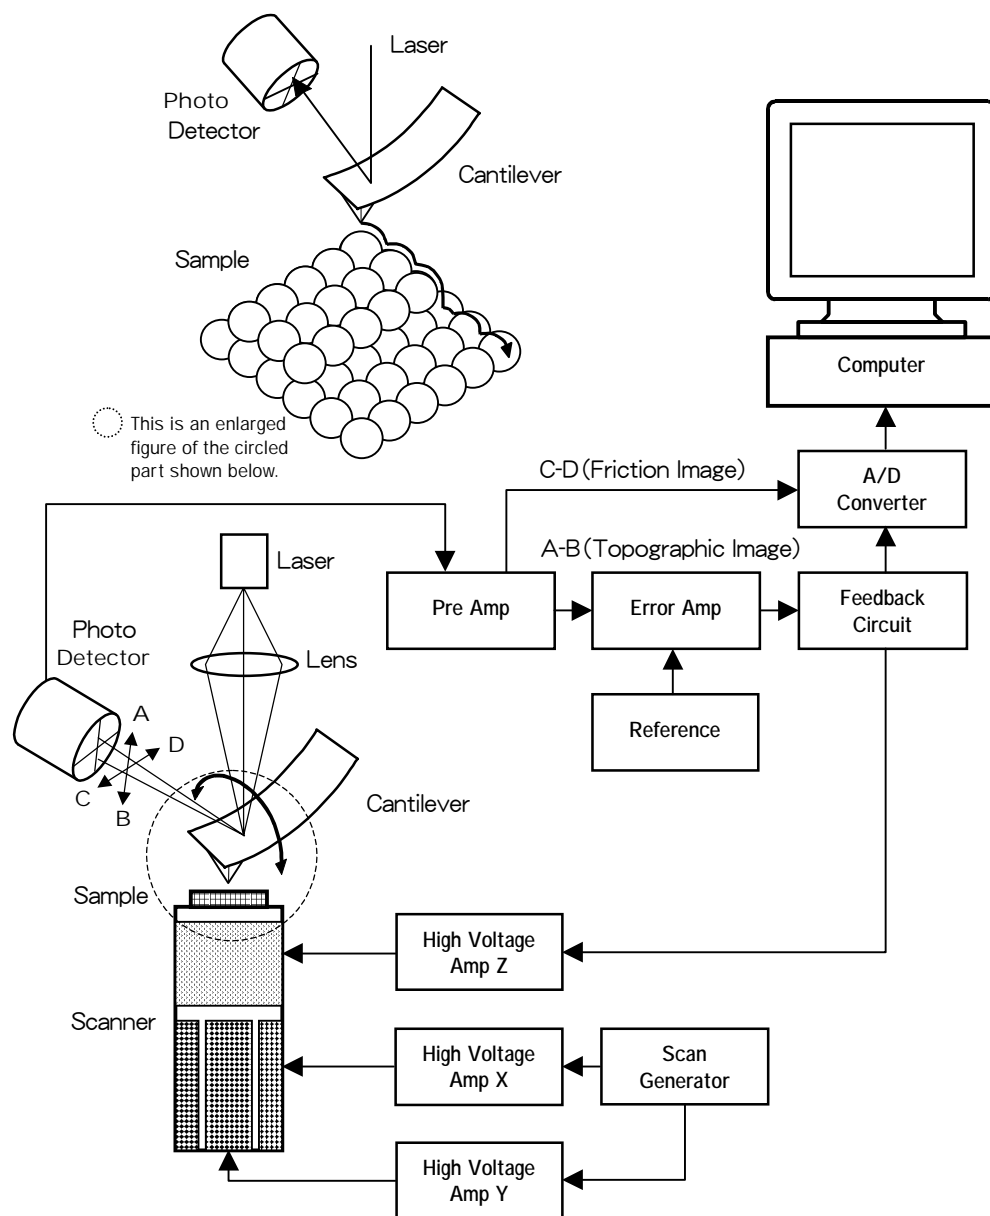 Laser
Photo
Detector
Cantilever
Sample
This is an enlarged
figure of the circled
part shown below.
Computer
C-D (Friction Image)
A/D
Converter
A-B (Topographic Image)
Laser
Pre Amp
Error Amp
Feedback
Circuit
Photo
Detector
Lens
Reference
A
D
C
B
Cantilever
Sample
High Voltage
Amp Z
Scanner
High Voltage
Amp X
Scan
Generator
High Voltage
Amp Y